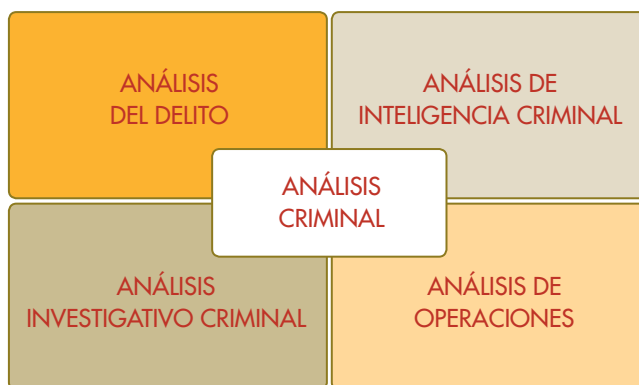 ANÁLISIS
DEL DELITO
ANÁLISIS DE
INTELIGENCIA CRIMINAL
ANÁLISIS
CRIMINAL
ANÁLISIS
INVESTIGATIVO CRIMINAL
ANÁLISIS DE
OPERACIONES